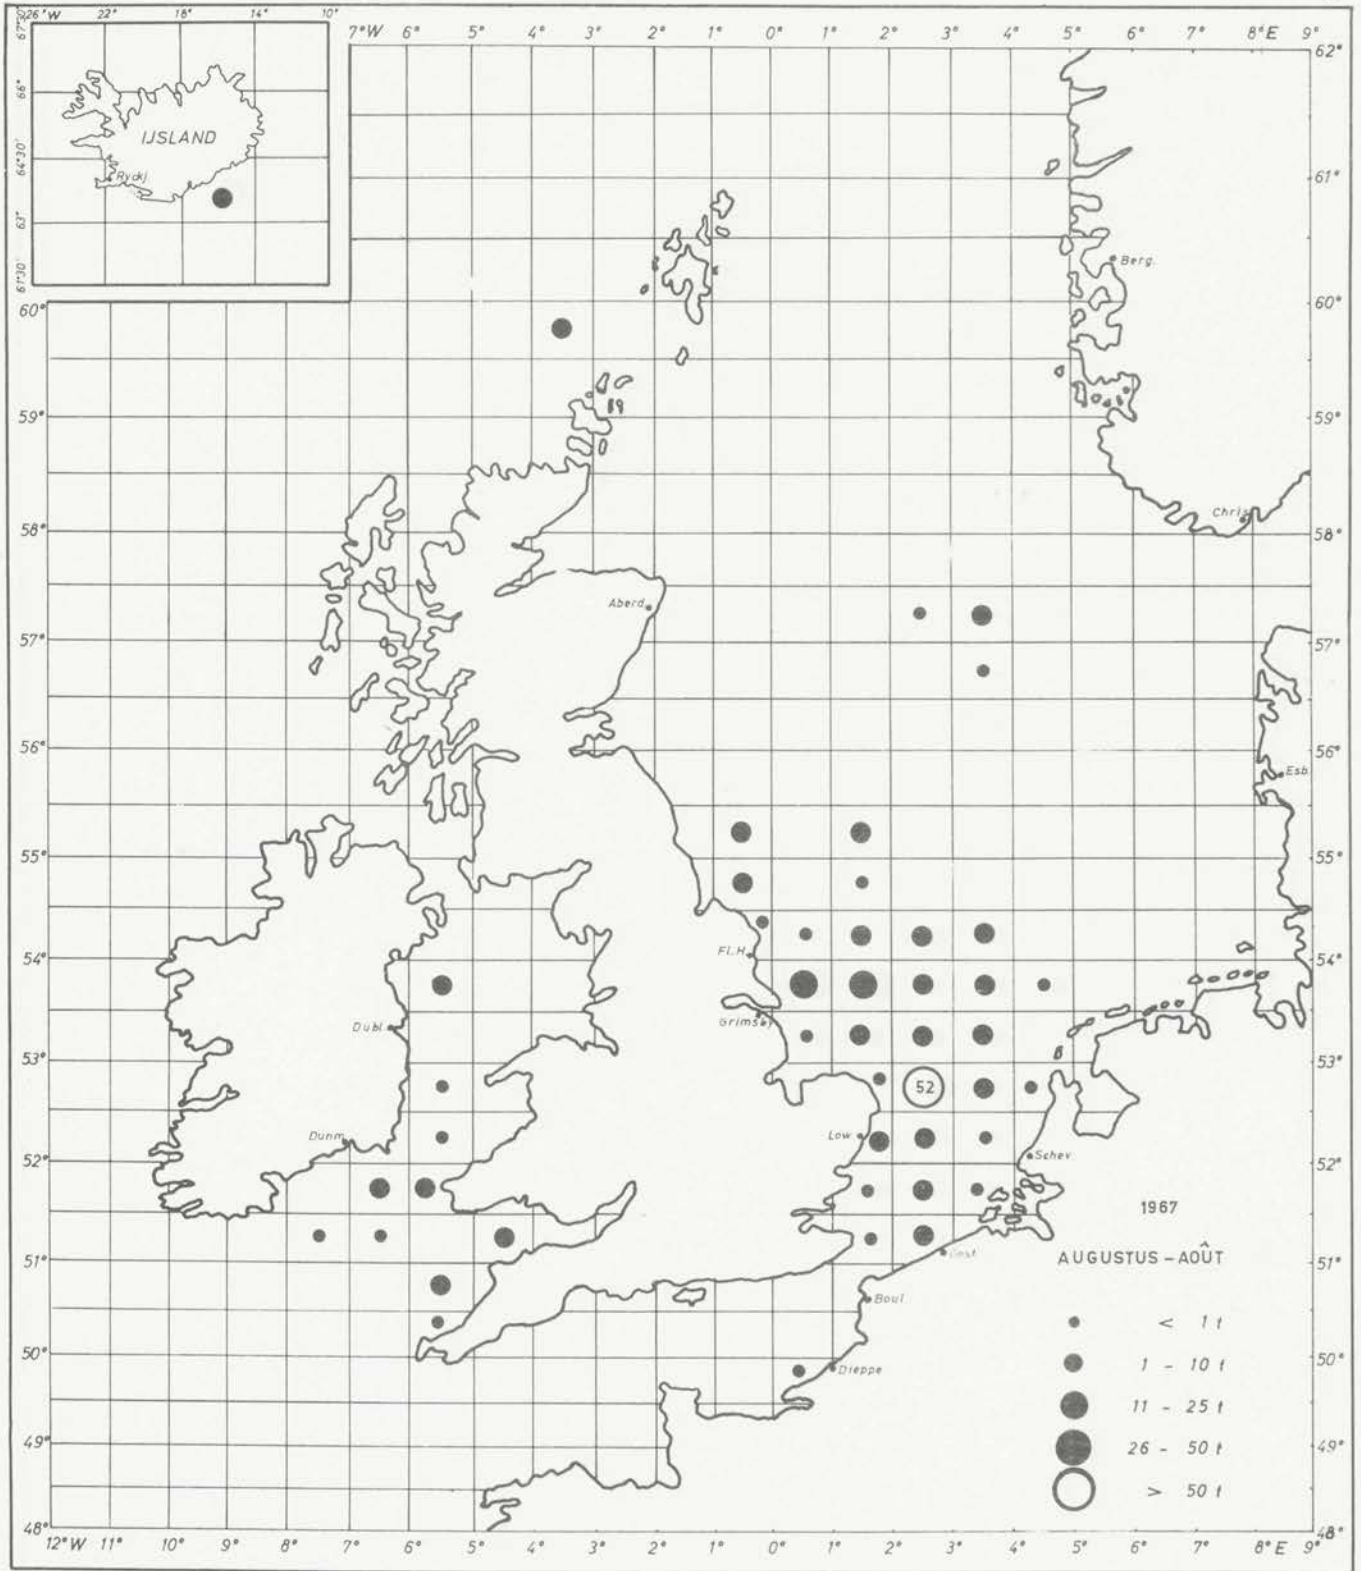 26°W 22° 18° 14° 10°
7°W 6° 5° 4° 3° 2° 1° 0° 1° 2° 3° 4° 5° 6° 7° 8°E 9°
62°
66°
IJSLAND
64°30'
Ryckj.
63°
61°30'
61°
Berg.
60° 60°
59° 59°
Chris
58° 58°
Aberd.
57° 57°
56° 56°
Esb.
55° 55°
Fl.H.
54° 54°
Dubl.
Grimsby
53° 53°
52
Dunm.
Low.
52° Schev. 52°
1967
51° Oost. AUGUSTUS - AOÛT 51°
Boul.
< 1 t
50° Dieppe 1 - 10 t 50°
11 - 25 t
49° 26 - 50 t 49°
> 50 t
48° 48°
12°W 11° 10° 9° 8° 7° 6° 5° 4° 3° 2° 1° 0° 1° 2° 3° 4° 5° 6° 7° 8°E 9°